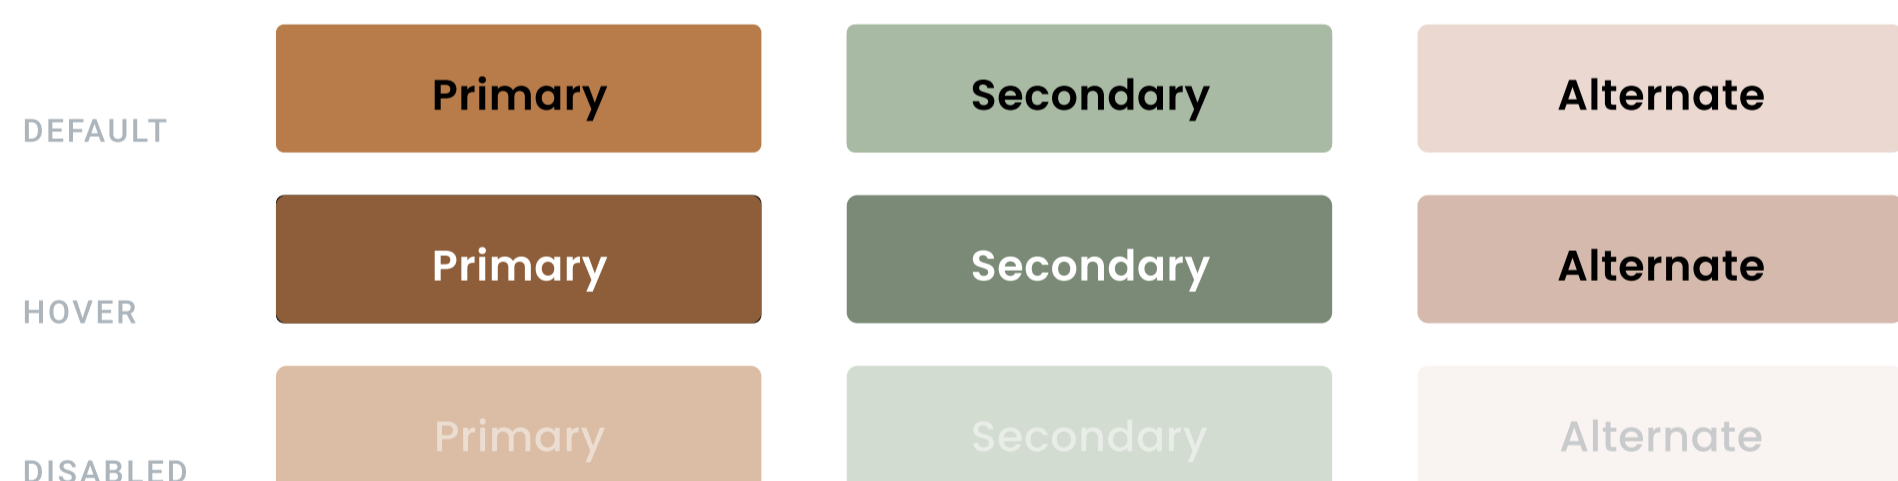 Primary Secondary Alternate
DEFAULT
Primary Secondary Alternate
HOVER
Primary Secondary Alternate
DISABLED